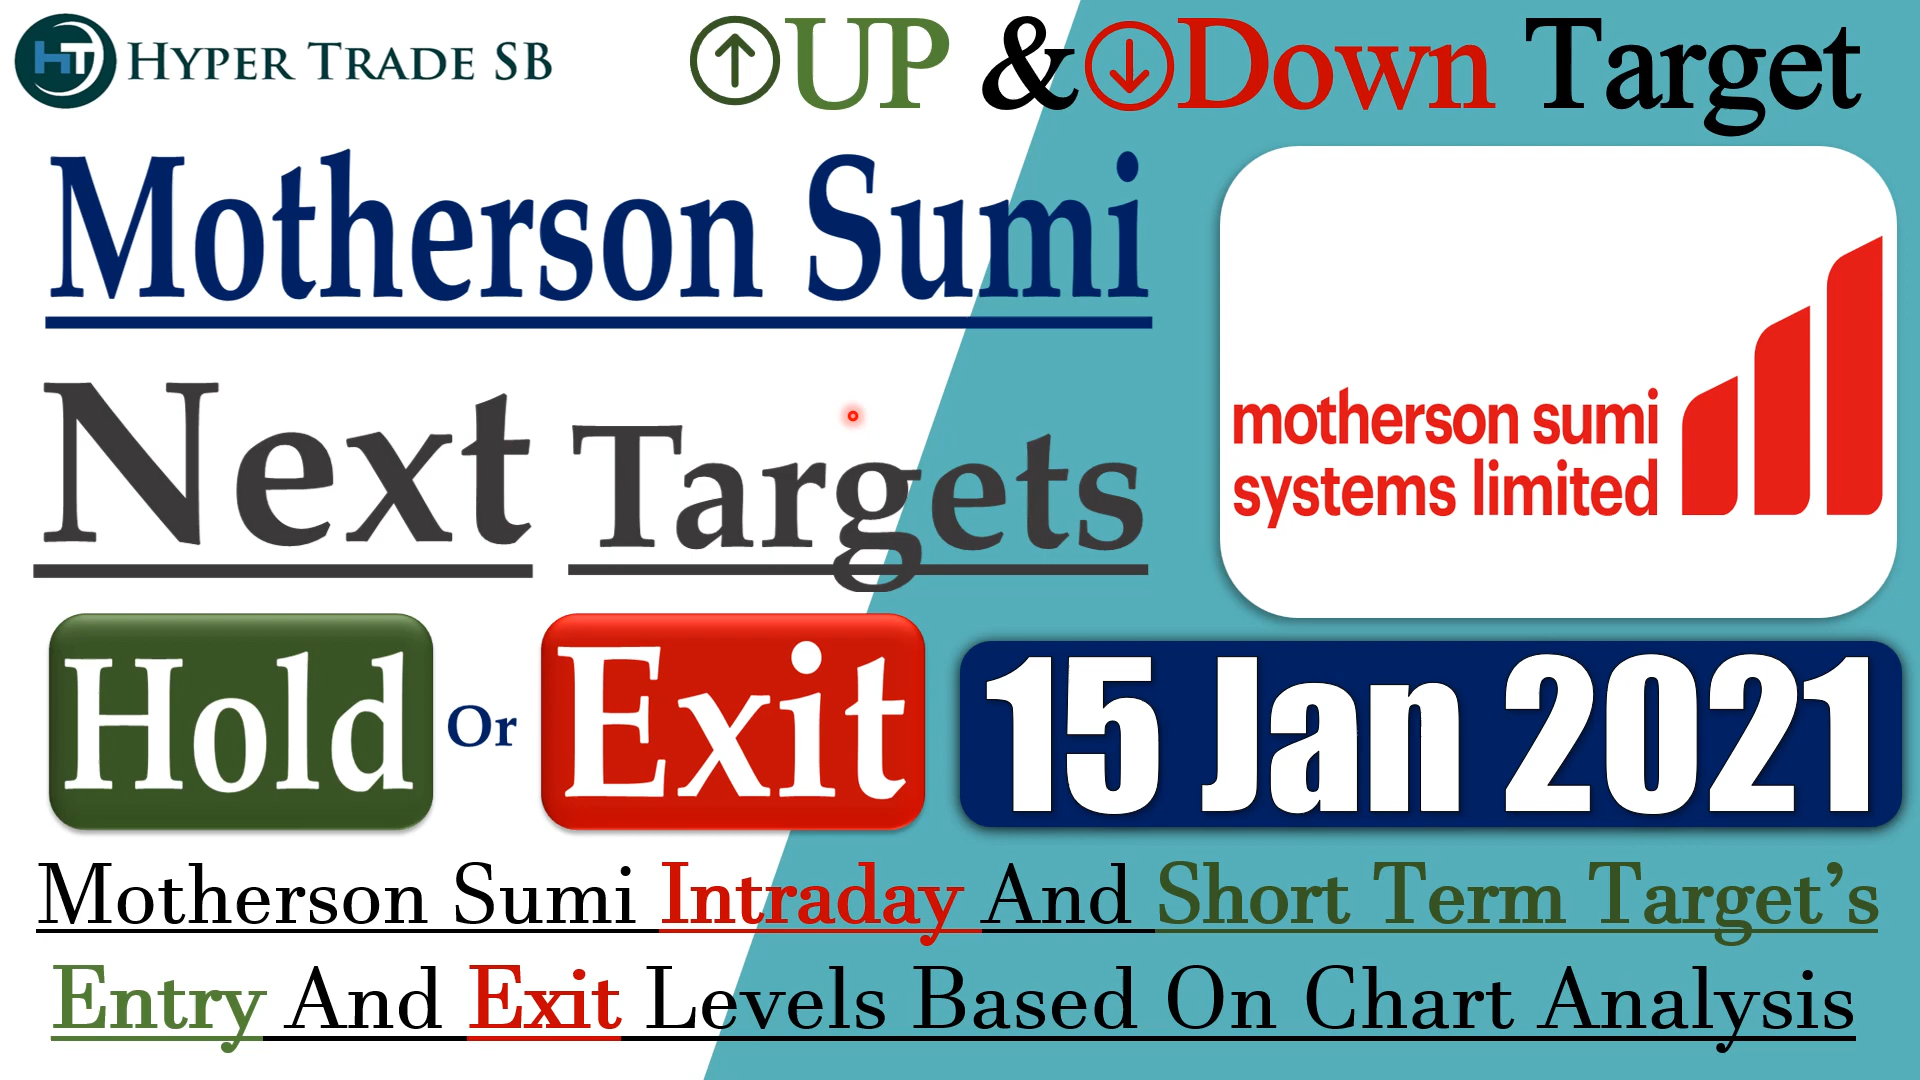 HT HYPER TRADE SB
UP & Down Target
Motherson Sumi
motherson sumi
systems limited
Next Targets
Hold Or Exit
15 Jan 2021
Motherson Sumi Intraday And Short Term Target’s
Entry And Exit Levels Based On Chart Analysis